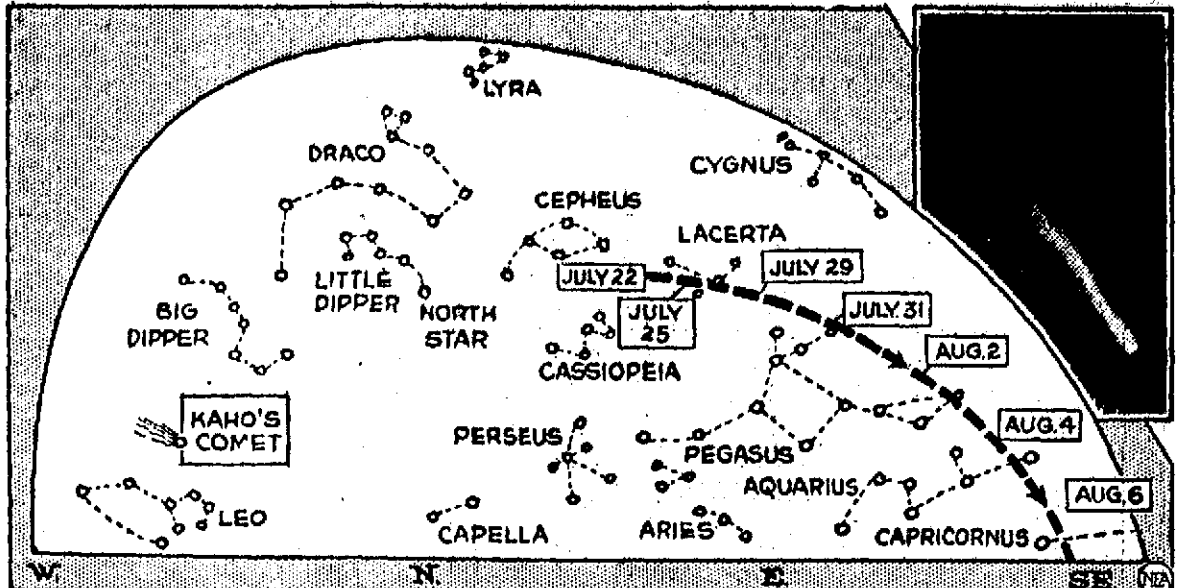 LYRA
DRACO
CYGNUS
CEPHEUS
LACERTA
LITTLE
DIPPER
NORTH
STAR
BIG
DIPPER
JULY 22
JULY
25
JULY 29
JULY 31
AUG. 2
AUG. 4
AUG. 6
CASSIOPEIA
KAHO'S
COMET
PERSEUS
PEGASUS
AQUARIUS
LEO
CAPELLA
ARIES
CAPRICORNUS
W.
N.
E.
SE
NEA